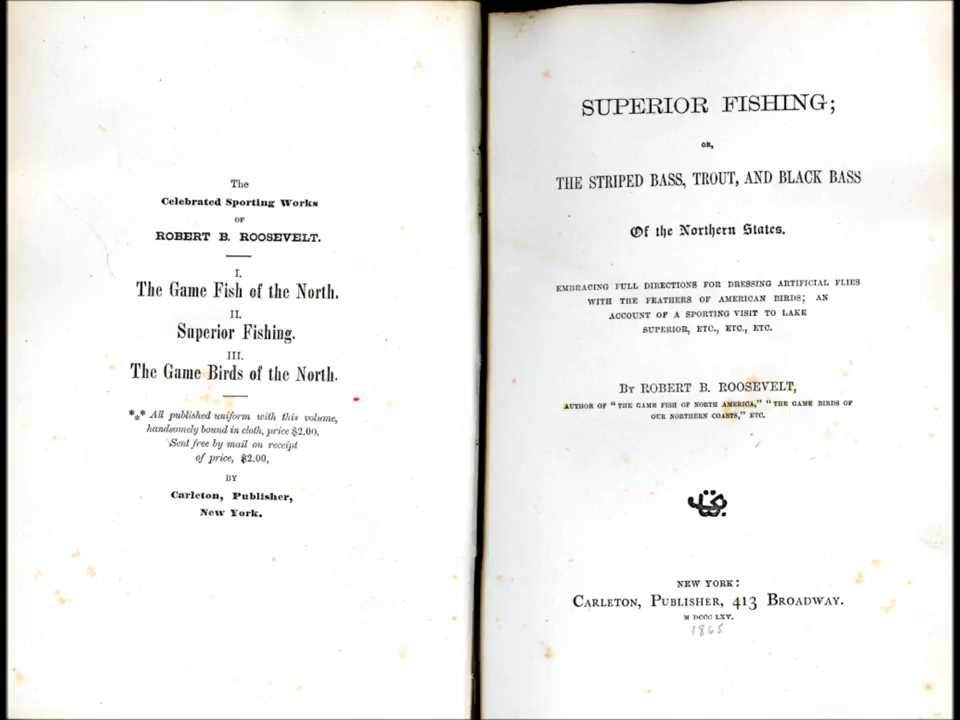 The
Celebrated Sporting Works
OF
ROBERT B. ROOSEVELT.
I.
The Game Fish of the North.
II.
Superior Fishing.
III.
The Game Birds of the North.
*** All published uniform with this volume,
handsomely bound in cloth, price $2.00.
Sent free by mail on receipt
of price, $2.00,
BY
Carleton, Publisher,
New York.
SUPERIOR FISHING;
OR,
THE STRIPED BASS, TROUT, AND BLACK BASS
Of the Northern States.
EMBRACING FULL DIRECTIONS FOR DRESSING ARTIFICIAL FLIES
WITH THE FEATHERS OF AMERICAN BIRDS; AN
ACCOUNT OF A SPORTING VISIT TO LAKE
SUPERIOR, ETC., ETC., ETC.
BY ROBERT B. ROOSEVELT,
AUTHOR OF "THE GAME FISH OF NORTH AMERICA," "THE GAME BIRDS OF
OUR NORTHERN COASTS," ETC.
NEW YORK:
CARLETON, PUBLISHER, 413 BROADWAY.
M DCCC LXV.
1865